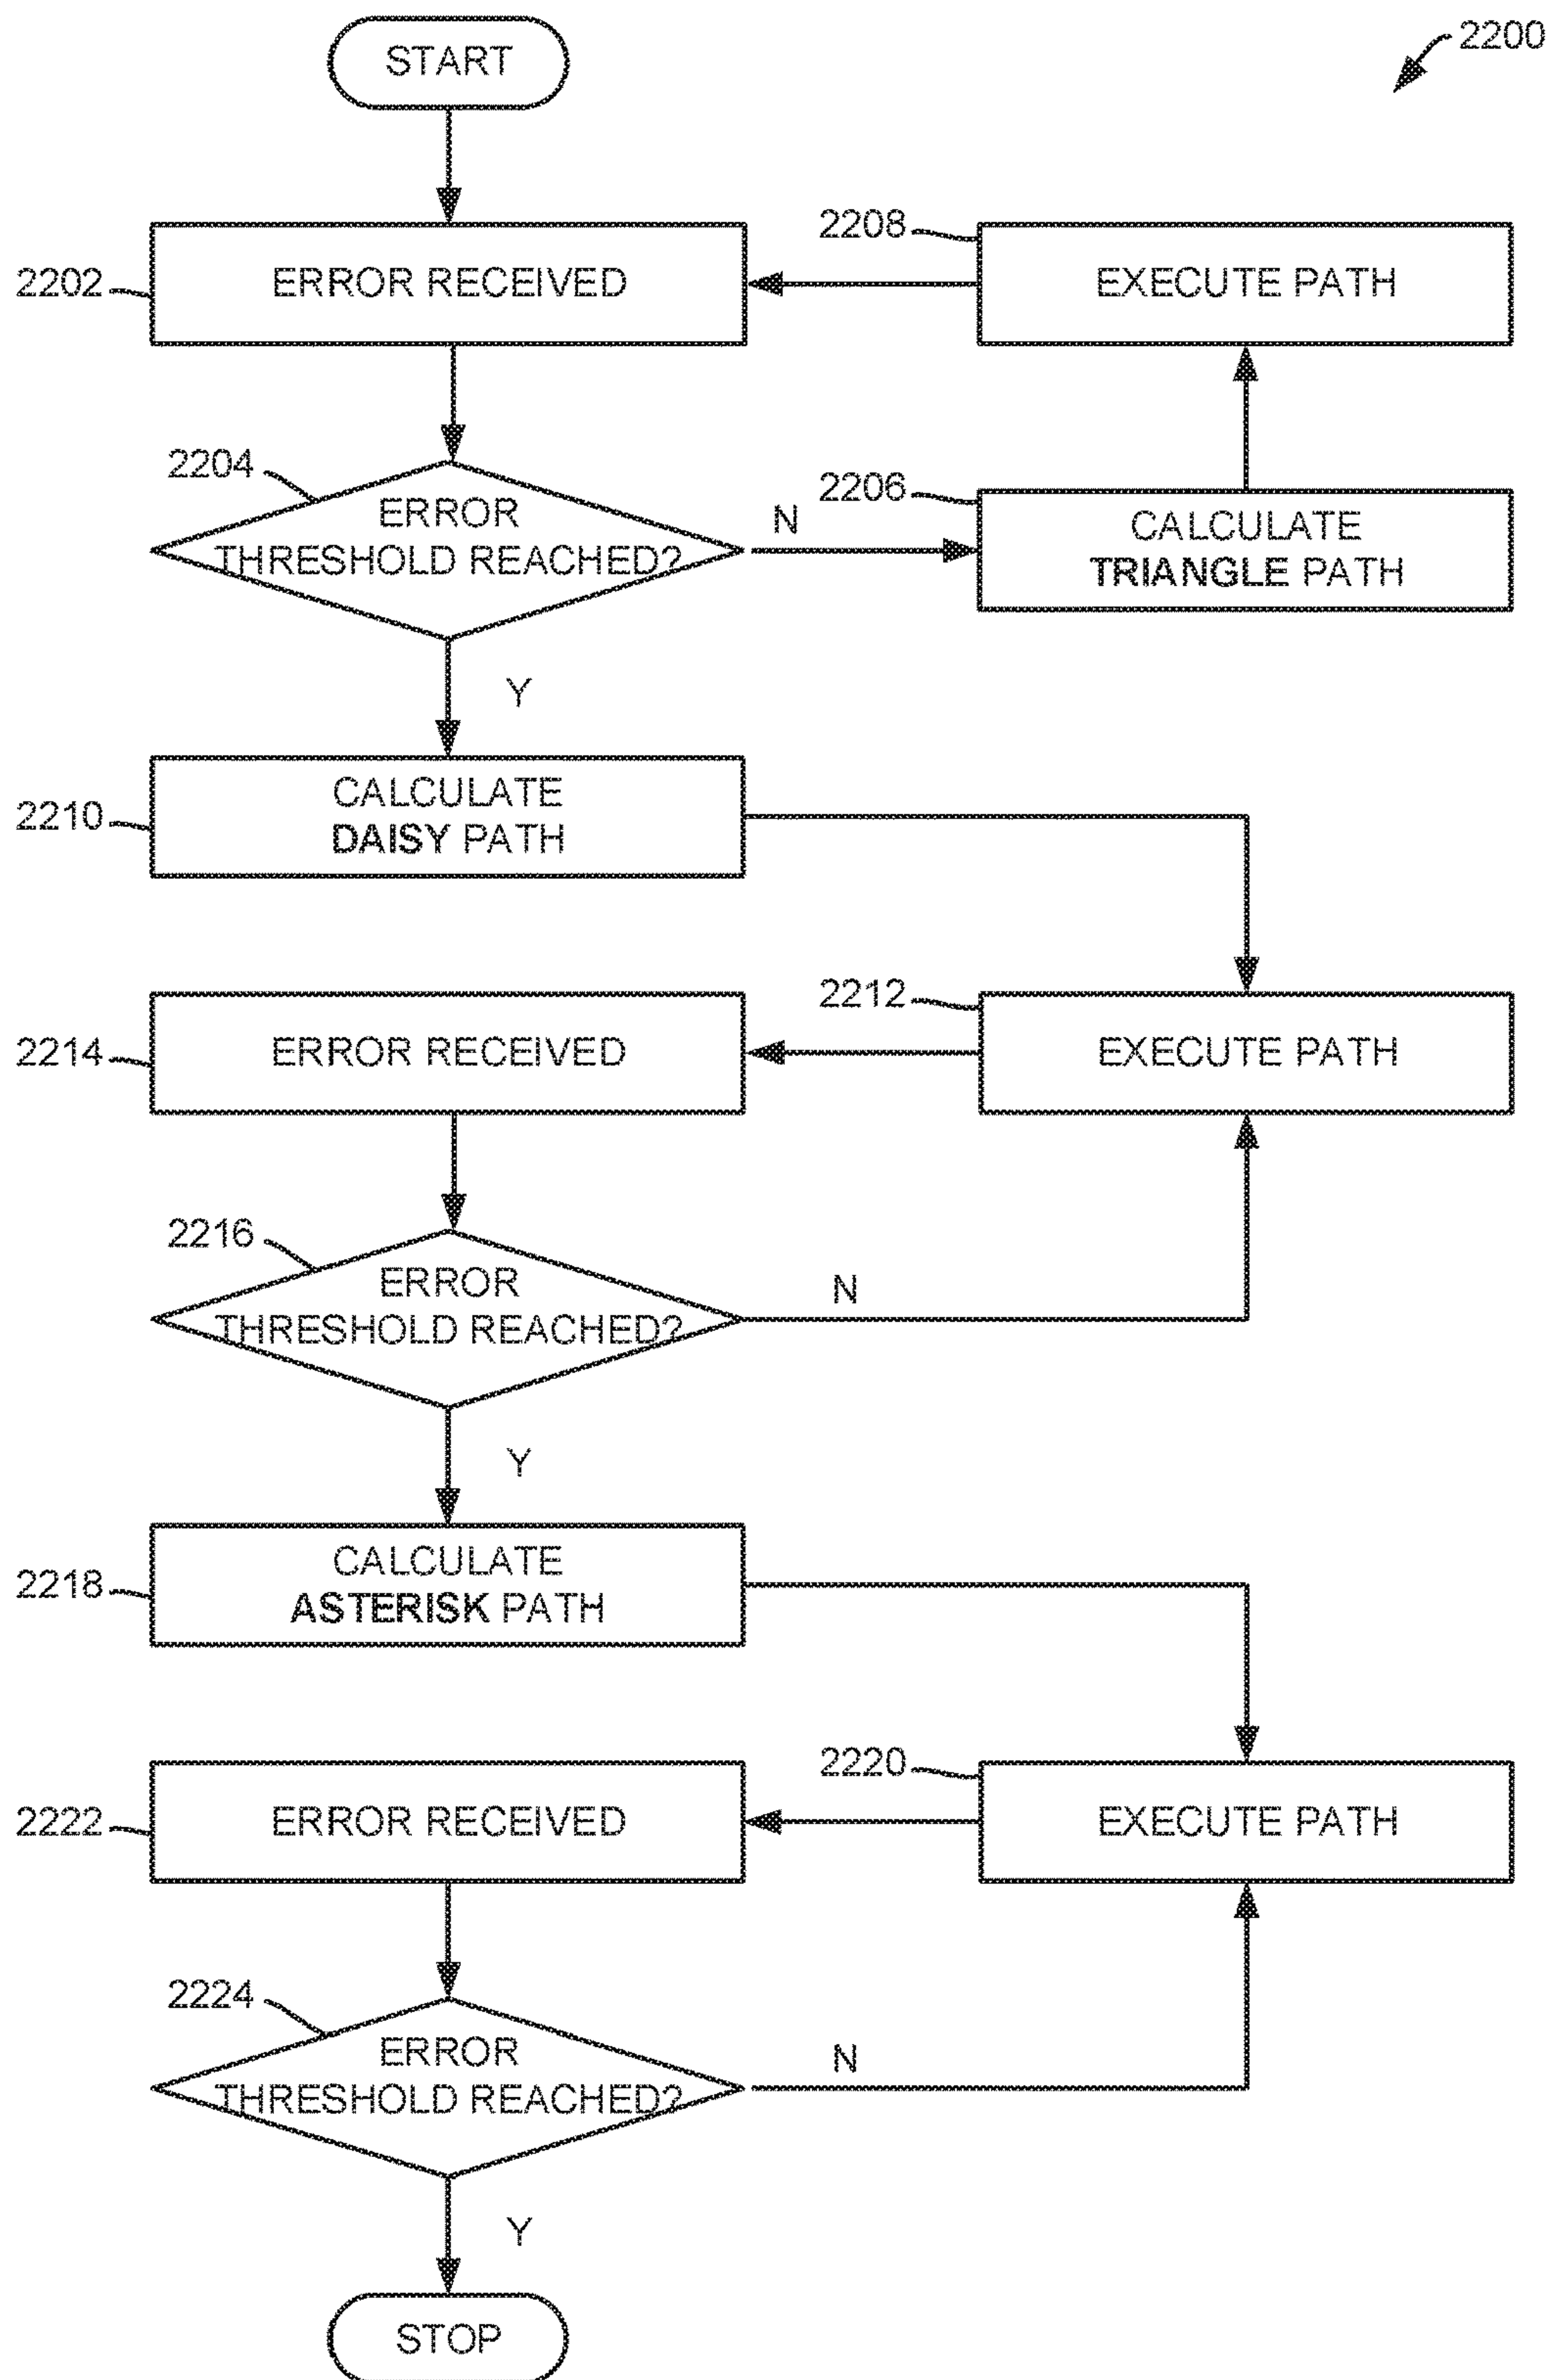 START
2200
2202
ERROR RECEIVED
2208
EXECUTE PATH
2204
ERROR
THRESHOLD REACHED?
N
2206
CALCULATE
TRIANGLE PATH
Y
2210
CALCULATE
DAISY PATH
2214
ERROR RECEIVED
2212
EXECUTE PATH
2216
ERROR
THRESHOLD REACHED?
N
Y
2218
CALCULATE
ASTERISK PATH
2222
ERROR RECEIVED
2220
EXECUTE PATH
2224
ERROR
THRESHOLD REACHED?
N
Y
STOP